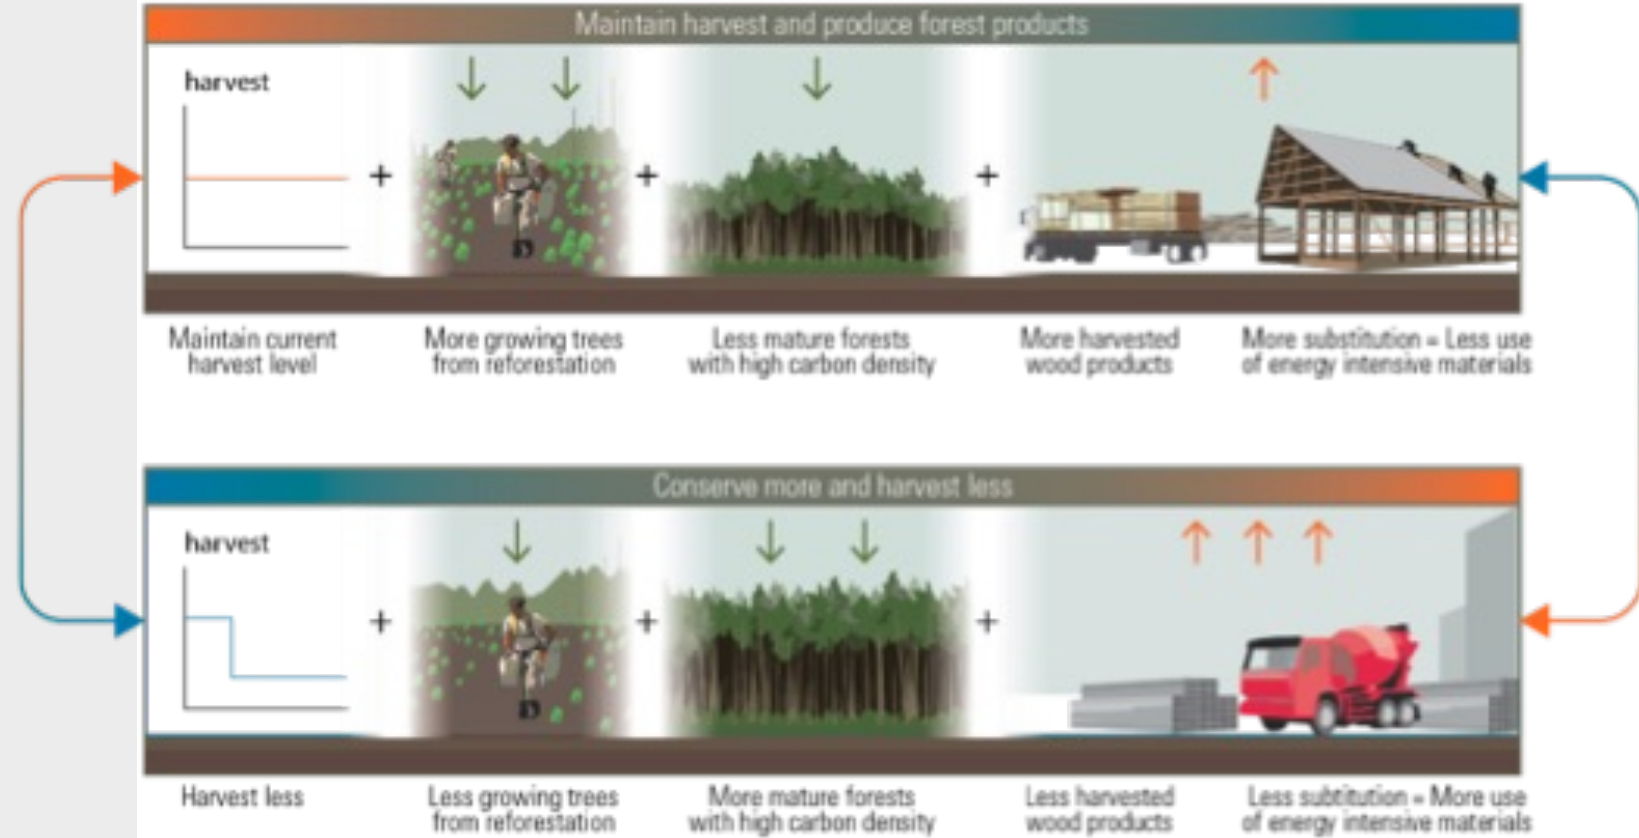 Maintain harvest and produce forest products
harvest
+ + +
Maintain current
harvest level
More growing trees
from reforestation
Less mature forests
with high carbon density
More harvested
wood products
More substitution = Less use
of energy intensive materials
Conserve more and harvest less
harvest
+ + +
Harvest less
Less growing trees
from reforestation
More mature forests
with high carbon density
Less harvested
wood products
Less subtitution = More use
of energy intensive materials